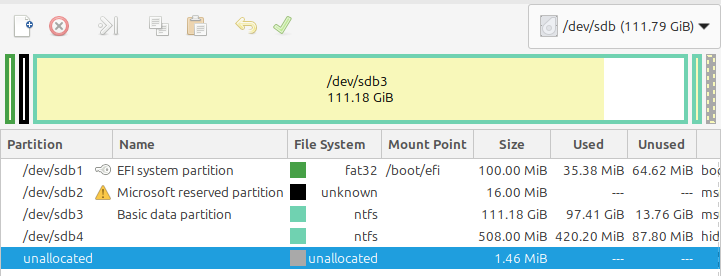 /dev/sdb (111.79 GiB)
/dev/sdb3
111.18 GiB
Partition Name File System Mount Point Size Used Unused
/dev/sdb1 EFI system partition fat32 /boot/efi 100.00 MiB 35.38 MiB 64.62 MiB boo
/dev/sdb2 Microsoft reserved partition unknown 16.00 MiB --- --- ms
/dev/sdb3 Basic data partition ntfs 111.18 GiB 97.41 GiB 13.76 GiB ms
/dev/sdb4 ntfs 508.00 MiB 420.20 MiB 87.80 MiB hid
unallocated unallocated 1.46 MiB --- ---